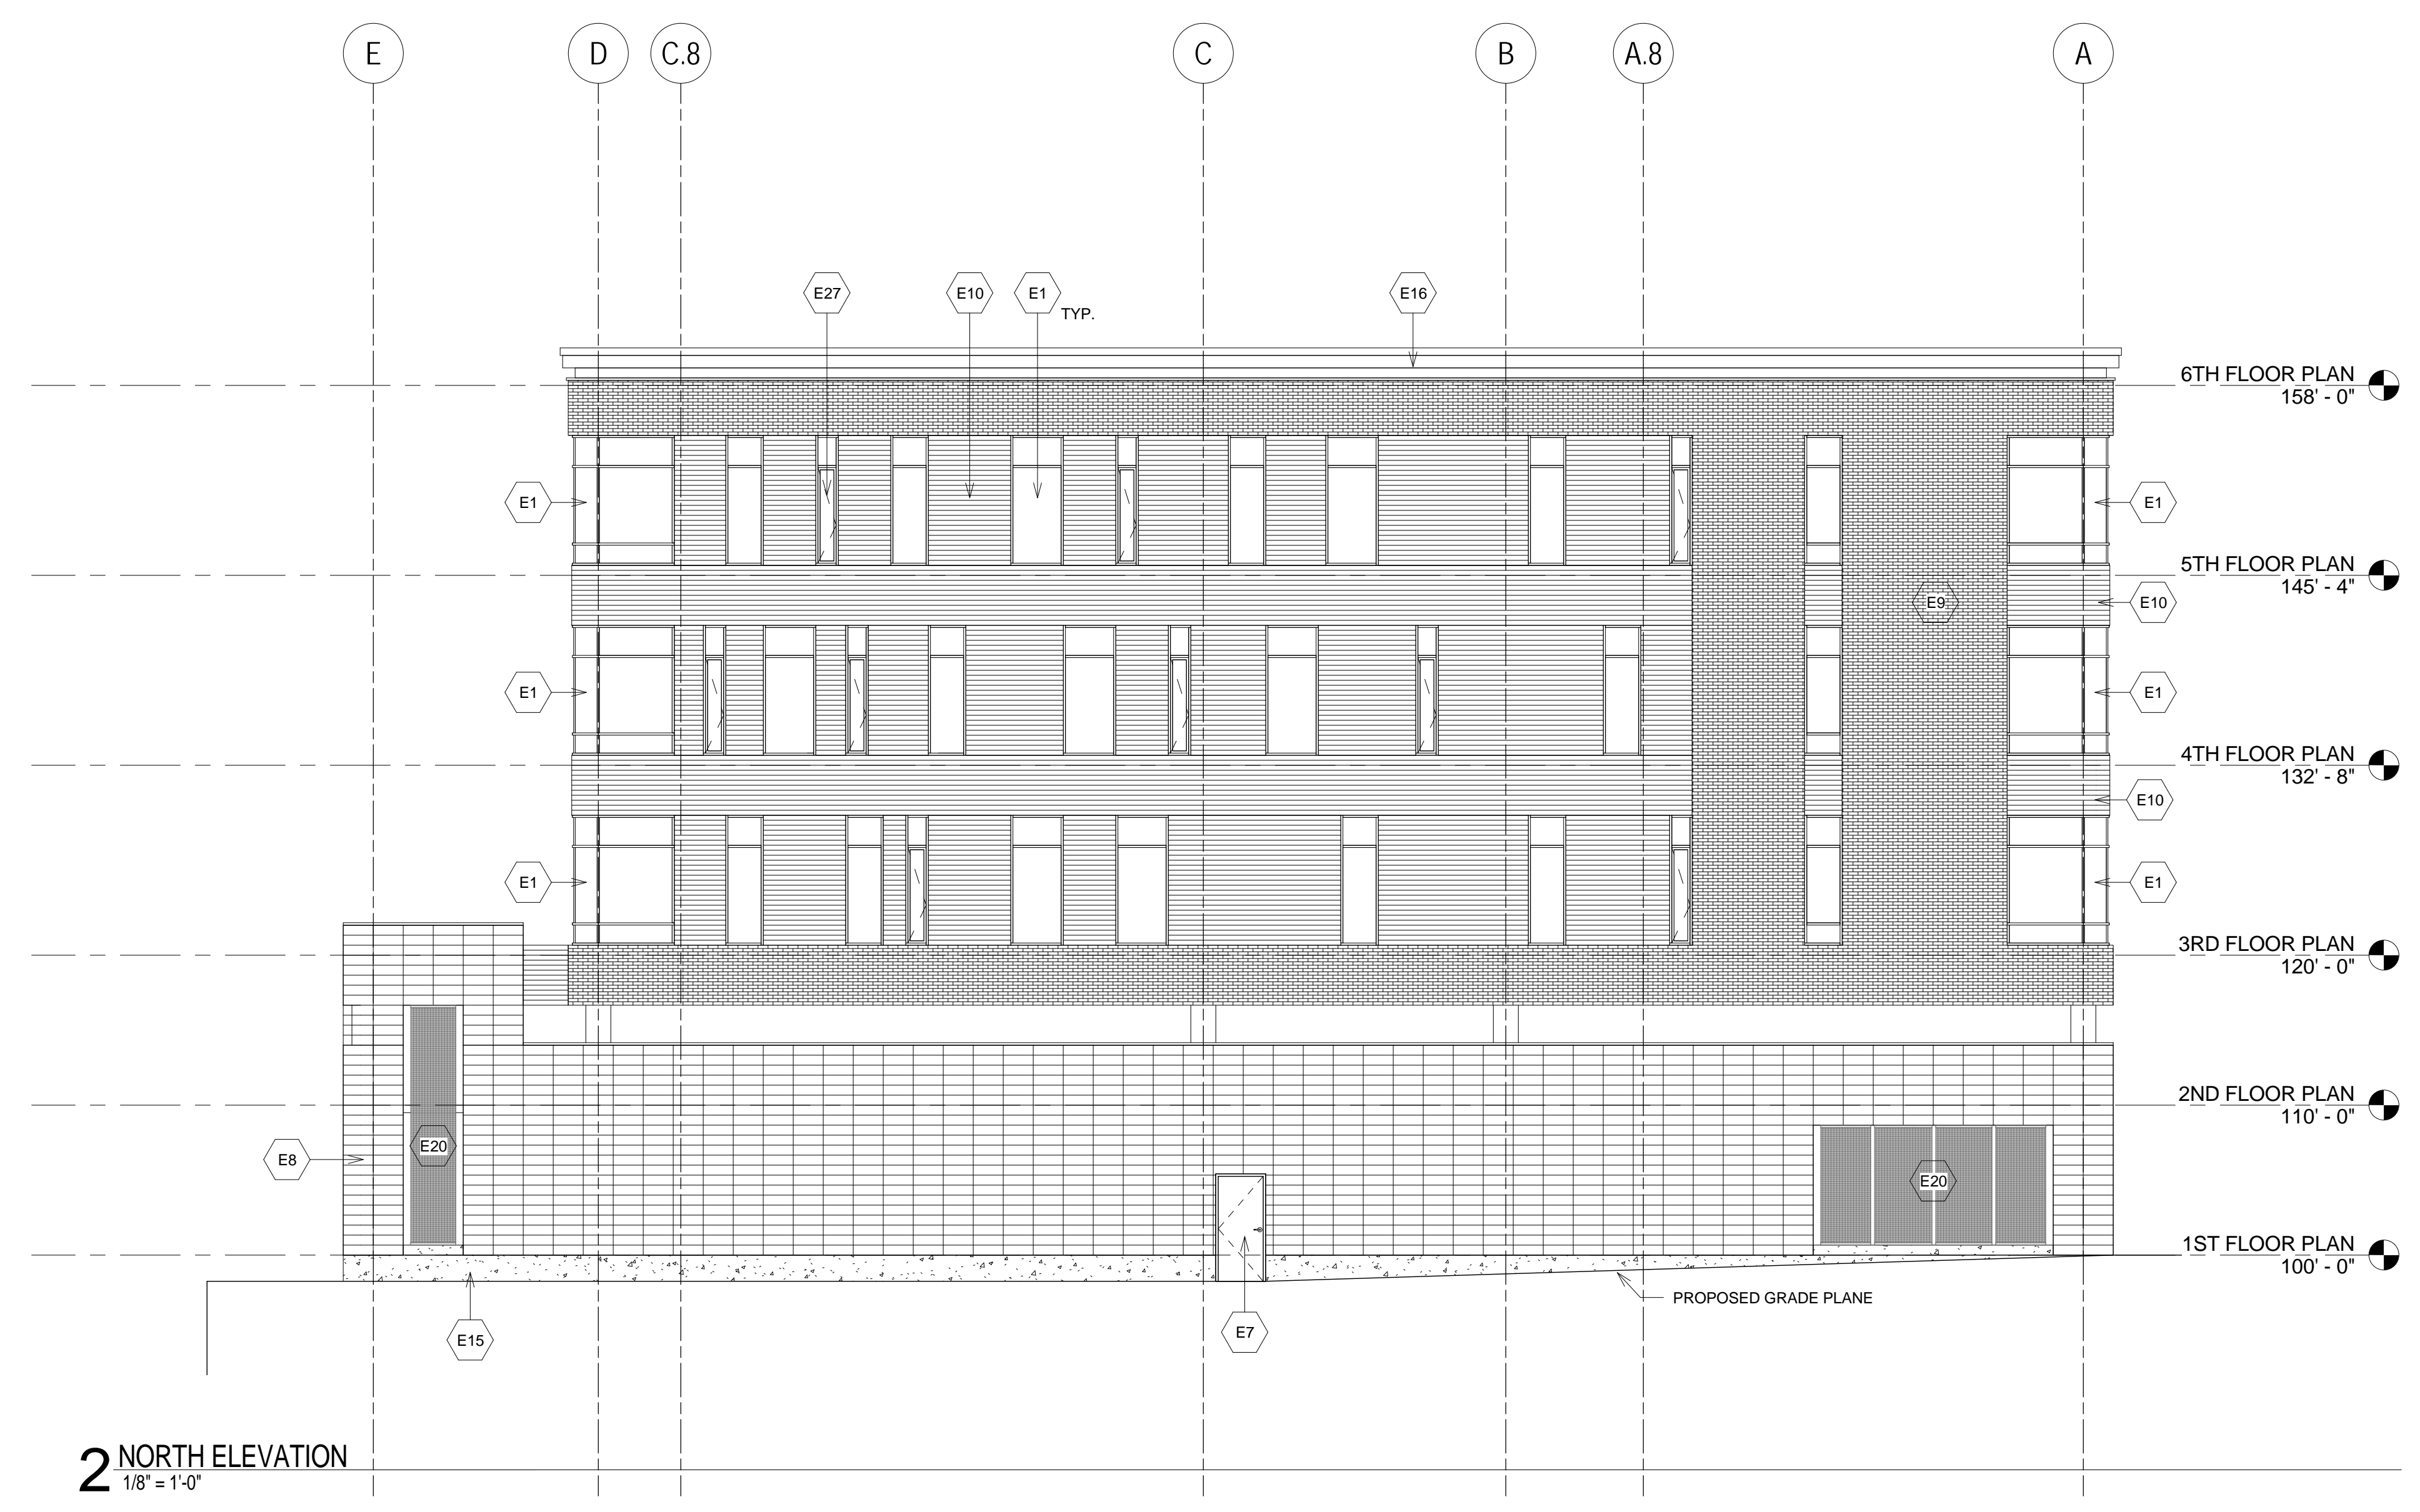 E D C.8 C B A.8 A
E27 E10 E1 E16
TYP.
6TH FLOOR PLAN
158' - 0"
E1 E1
5TH FLOOR PLAN
145' - 4"
E9 E10
E1 E1
4TH FLOOR PLAN
132' - 8"
E10
E1 E1
3RD FLOOR PLAN
120' - 0"
2ND FLOOR PLAN
110' - 0"
E8 E20 E20
1ST FLOOR PLAN
100' - 0"
PROPOSED GRADE PLANE
E15 E7
2 NORTH ELEVATION
1/8" = 1'-0"